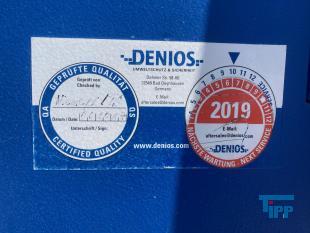 DENIOS
UMWELTSCHUTZ & SICHERHEIT
Dehmer Str. 58-66
32549 Bad Oeynhausen
Germany
E-Mail:
aftersales@denios.com
www.denios.com
GEPRÜFTE QUALITÄT
QA
QS
Geprüft von
Checked by
Datum / Date
Unterschrift / Sign:
CERTIFIED QUALITY
5 6 7 8 9 10 11 12
2019
E-Mail:
aftersales@denios.com
DENIOS
NÄCHSTE WARTUNG · NEXT SERVICE
TIPP